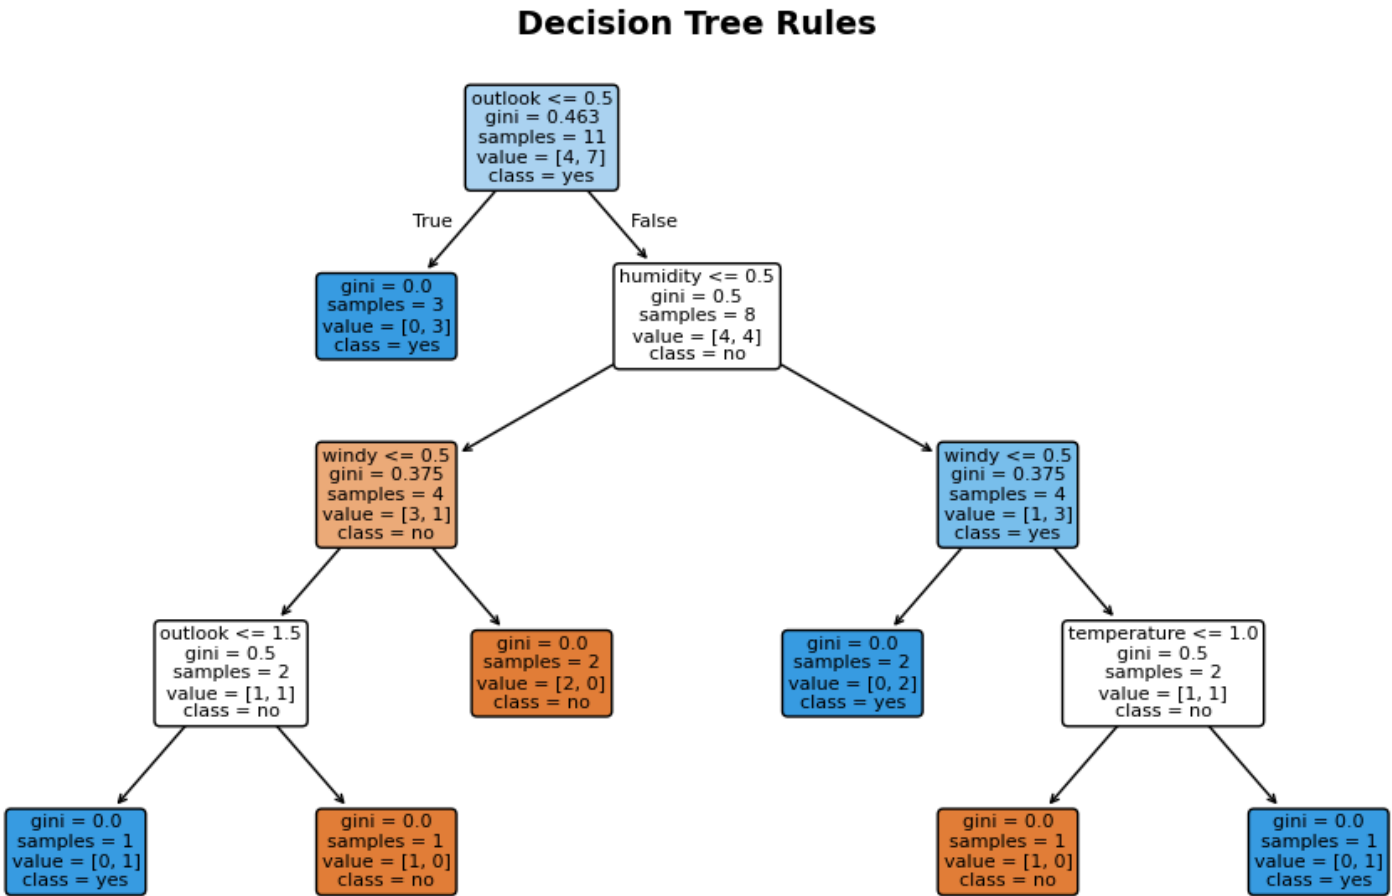 Decision Tree Rules
outlook <= 0.5
gini = 0.463
samples = 11
value = [4, 7]
class = yes
True
False
gini = 0.0
samples = 3
value = [0, 3]
class = yes
humidity <= 0.5
gini = 0.5
samples = 8
value = [4, 4]
class = no
windy <= 0.5
gini = 0.375
samples = 4
value = [3, 1]
class = no
windy <= 0.5
gini = 0.375
samples = 4
value = [1, 3]
class = yes
outlook <= 1.5
gini = 0.5
samples = 2
value = [1, 1]
class = no
gini = 0.0
samples = 2
value = [2, 0]
class = no
gini = 0.0
samples = 2
value = [0, 2]
class = yes
temperature <= 1.0
gini = 0.5
samples = 2
value = [1, 1]
class = no
gini = 0.0
samples = 1
value = [0, 1]
class = yes
gini = 0.0
samples = 1
value = [1, 0]
class = no
gini = 0.0
samples = 1
value = [1, 0]
class = no
gini = 0.0
samples = 1
value = [0, 1]
class = yes